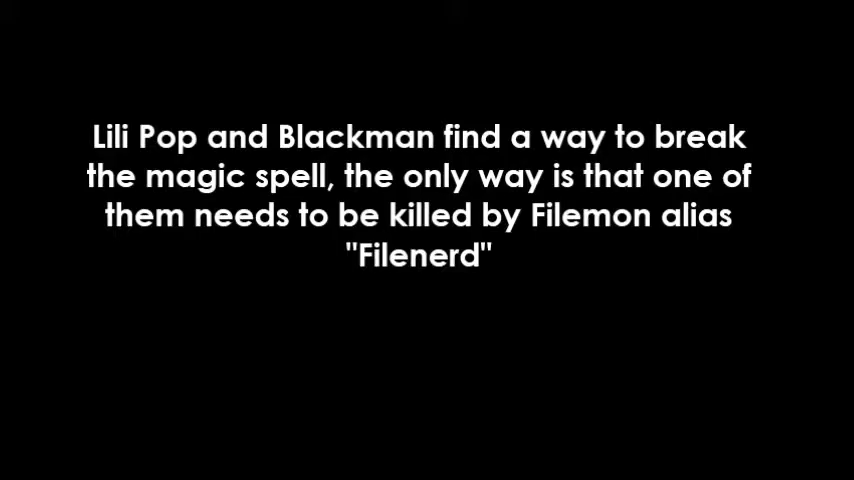 Lili Pop and Blackman find a way to break
the magic spell, the only way is that one of
them needs to be killed by Filemon alias
"Filenerd"